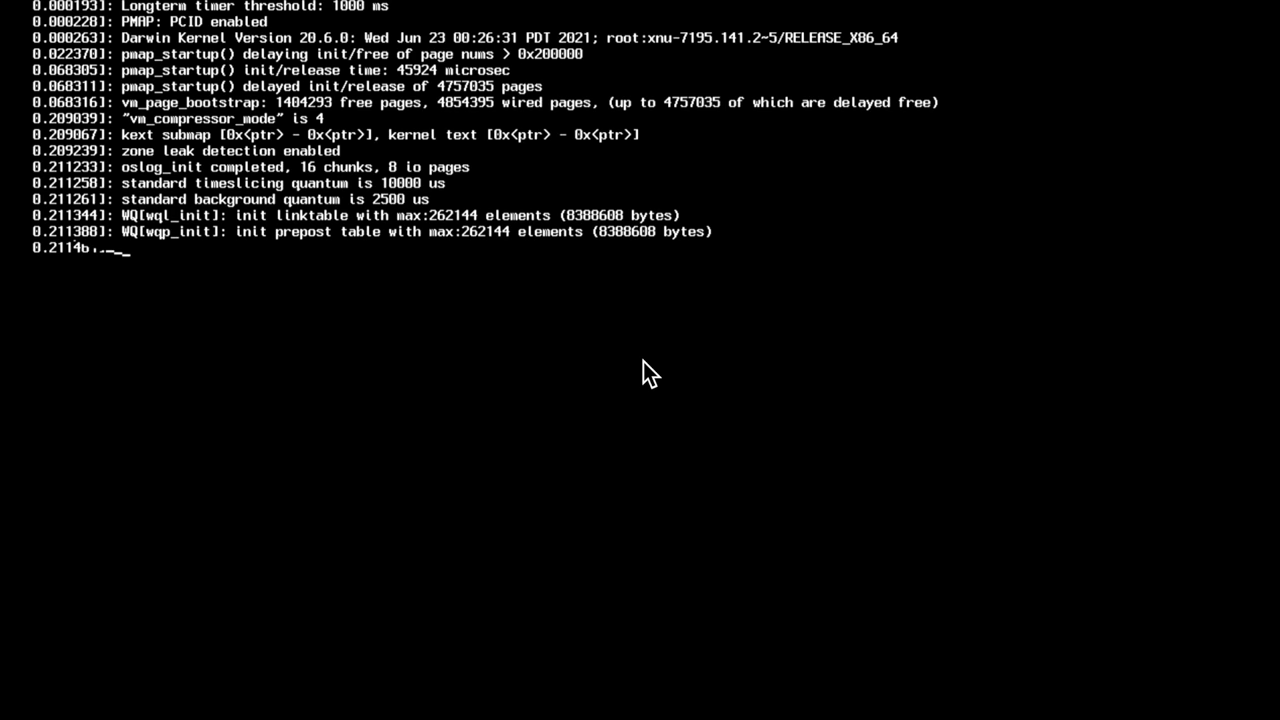 0.000193]: Longterm timer threshold: 1000 ms
0.000228]: PMAP: PCID enabled
0.000263]: Darwin Kernel Version 20.6.0: Wed Jun 23 00:26:31 PDT 2021; root:xnu-7195.141.2~5/RELEASE_X86_64
0.022370]: pmap_startup() delaying init/free of page nums > 0x200000
0.068305]: pmap_startup() init/release time: 45924 microsec
0.068311]: pmap_startup() delayed init/release of 4757035 pages
0.068316]: vm_page_bootstrap: 1404293 free pages, 4854395 wired pages, (up to 4757035 of which are delayed free)
0.209039]: "vm_compressor_mode" is 4
0.209067]: kext submap [0x<ptr> - 0x<ptr>], kernel text [0x<ptr> - 0x<ptr>]
0.209239]: zone leak detection enabled
0.211233]: oslog_init completed, 16 chunks, 8 io pages
0.211258]: standard timeslicing quantum is 10000 us
0.211261]: standard background quantum is 2500 us
0.211344]: WQ[wql_init]: init linktable with max:262144 elements (8388608 bytes)
0.211388]: WQ[wqp_init]: init prepost table with max:262144 elements (8388608 bytes)